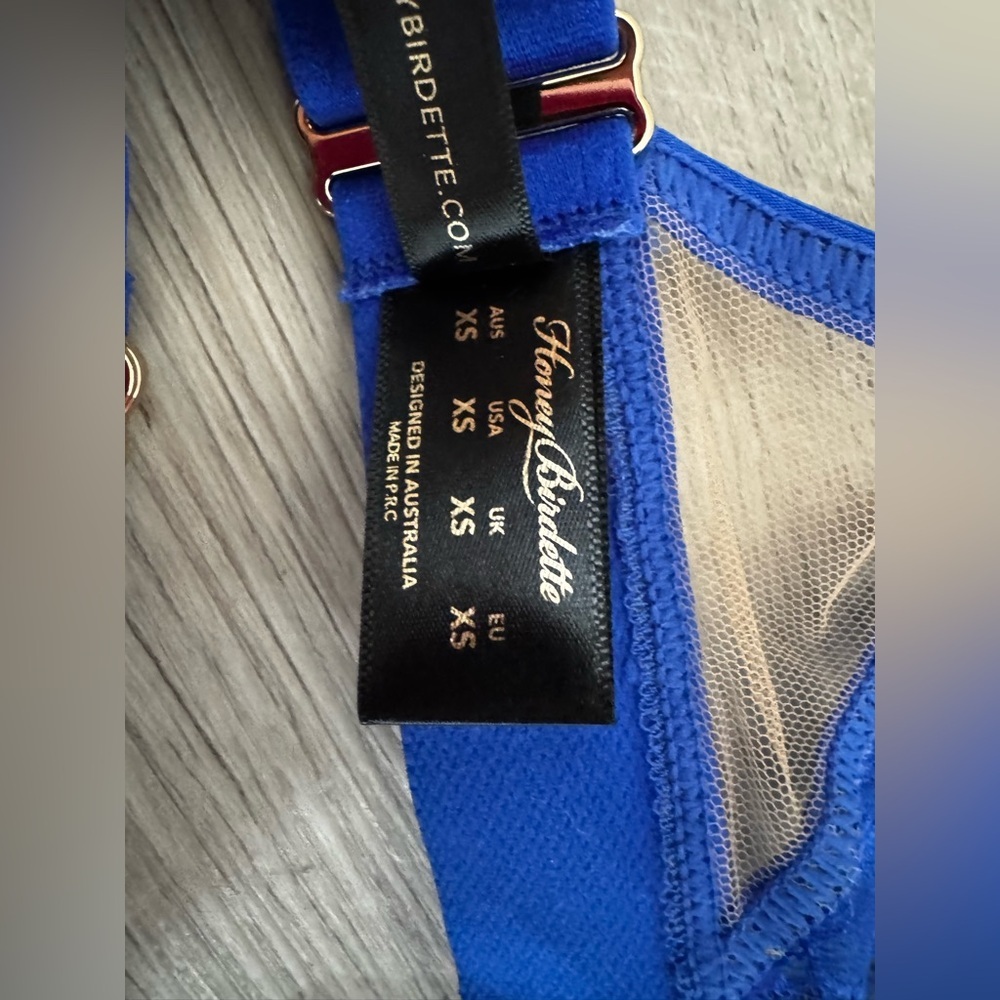 YBIRDETTE.COM
Honey Birdette
AUS USA UK EU
XS XS XS XS
DESIGNED IN AUSTRALIA
MADE IN P.R.C